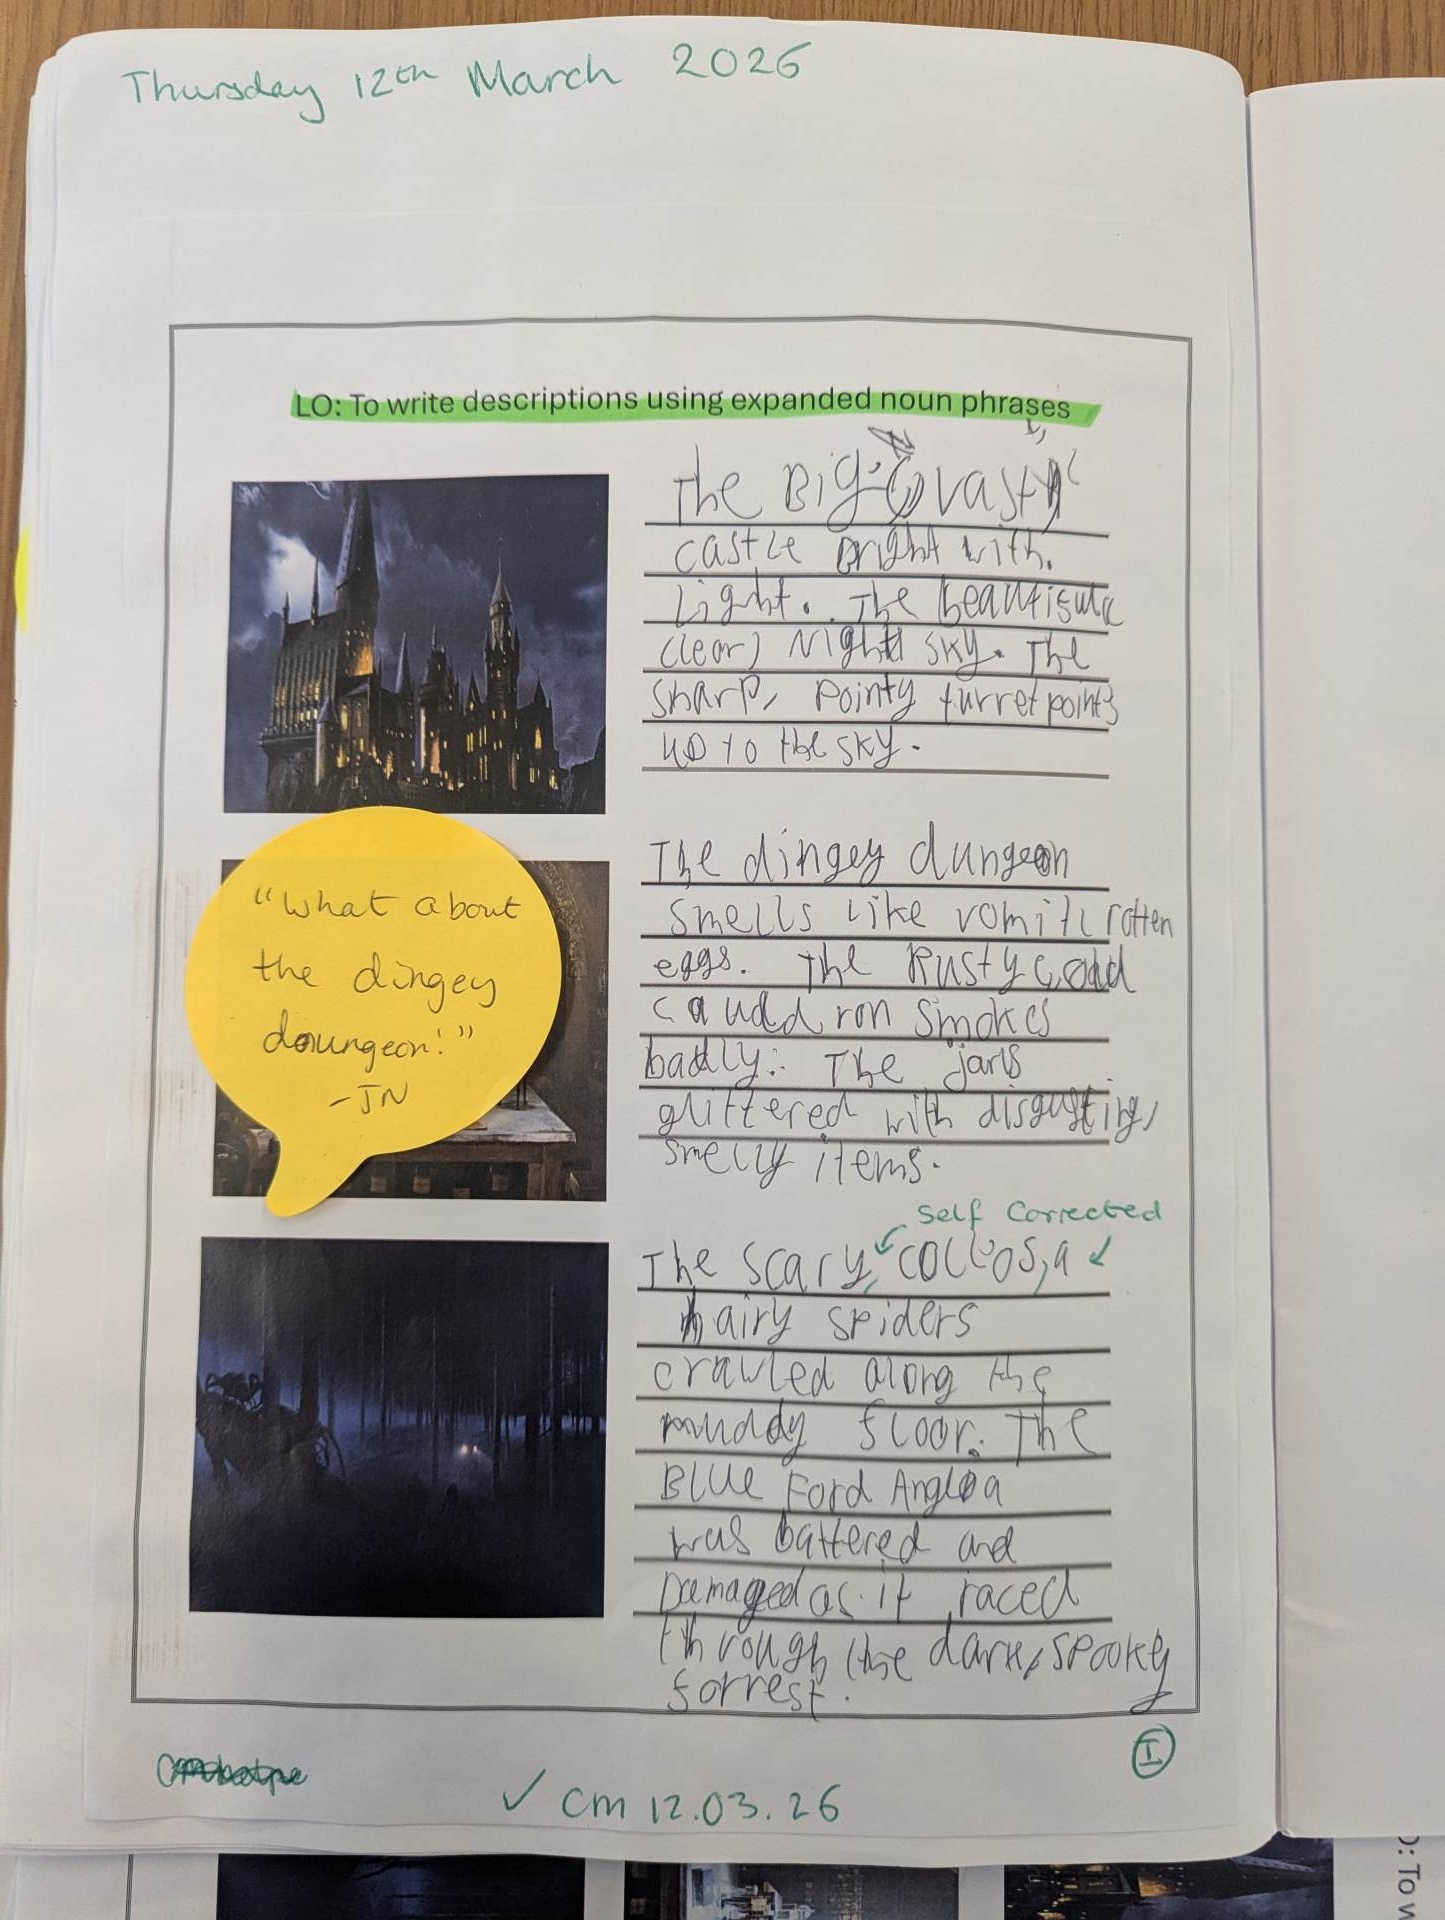 Thursday 12th March 2026
LO: To write descriptions using expanded noun phrases
The Big, vast,
castle bright with
Light. The beautiful
clear) Night sky. The
sharp, pointy turret points
up to the sky.
"What about
the dingey
doungeon!"
-JN
The dingey dungeon
smells like vomit rotten
eggs. The Rusty, old
cauddron smokes
badly. The jars
glittered with disgusting,
smelly items.
Self Corrected
The scary, collos,a
hairy spiders
crawled along the
muddy floor. The
Blue Ford Anglia
was battered and
Damaged as it raced
through the dark, spooky
forrest.
I
✓ cm 12.03.26